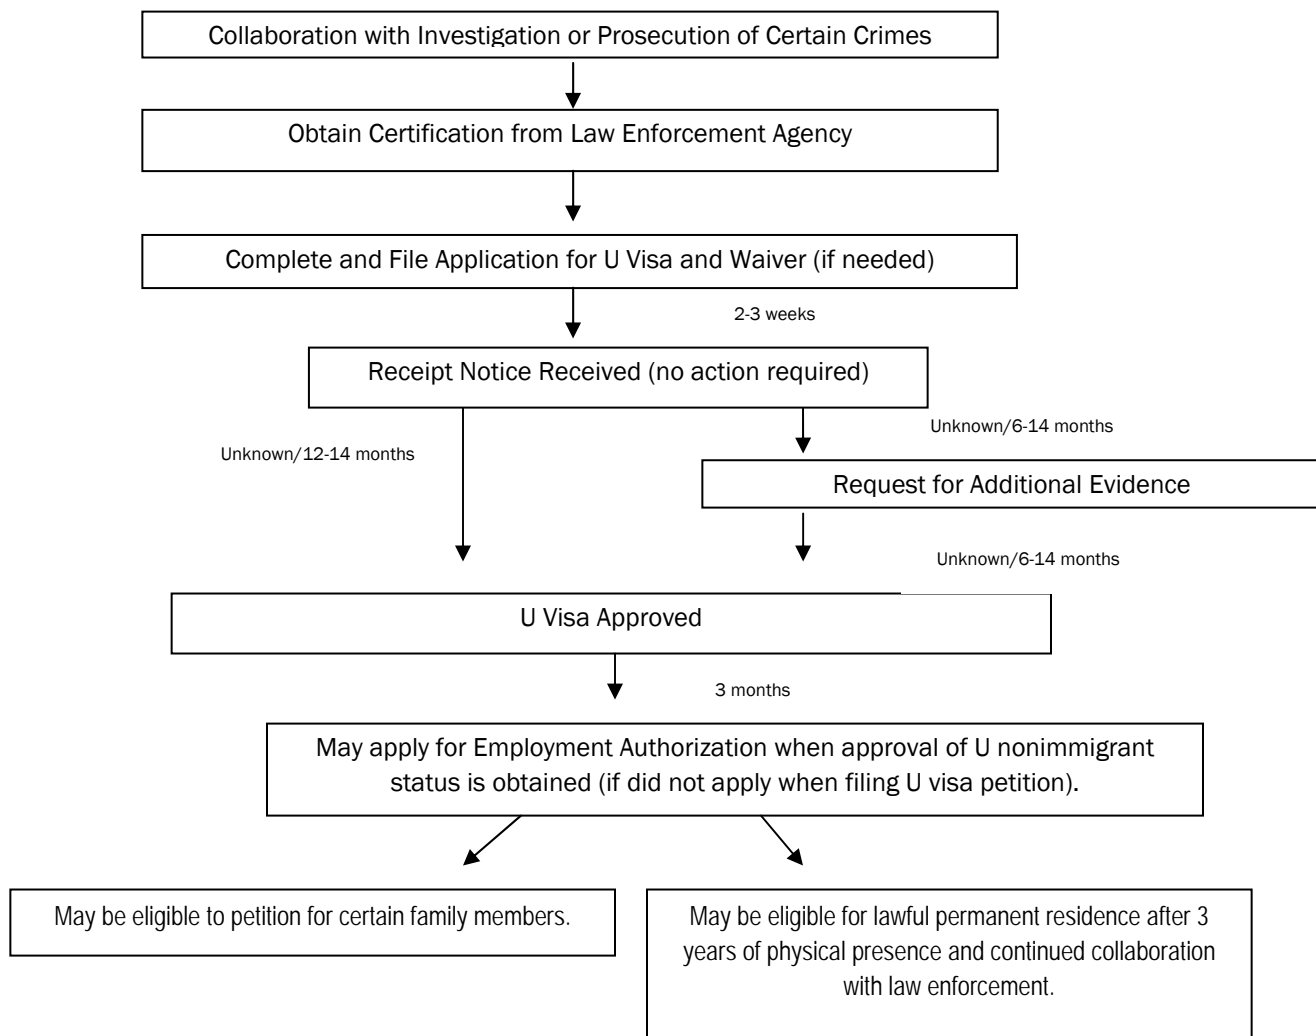 Collaboration with Investigation or Prosecution of Certain Crimes
Obtain Certification from Law Enforcement Agency
Complete and File Application for U Visa and Waiver (if needed)
2-3 weeks
Receipt Notice Received (no action required)
Unknown/6-14 months
Unknown/12-14 months
Request for Additional Evidence
Unknown/6-14 months
U Visa Approved
3 months
May apply for Employment Authorization when approval of U nonimmigrant
status is obtained (if did not apply when filing U visa petition).
May be eligible to petition for certain family members.
May be eligible for lawful permanent residence after 3
years of physical presence and continued collaboration
with law enforcement.